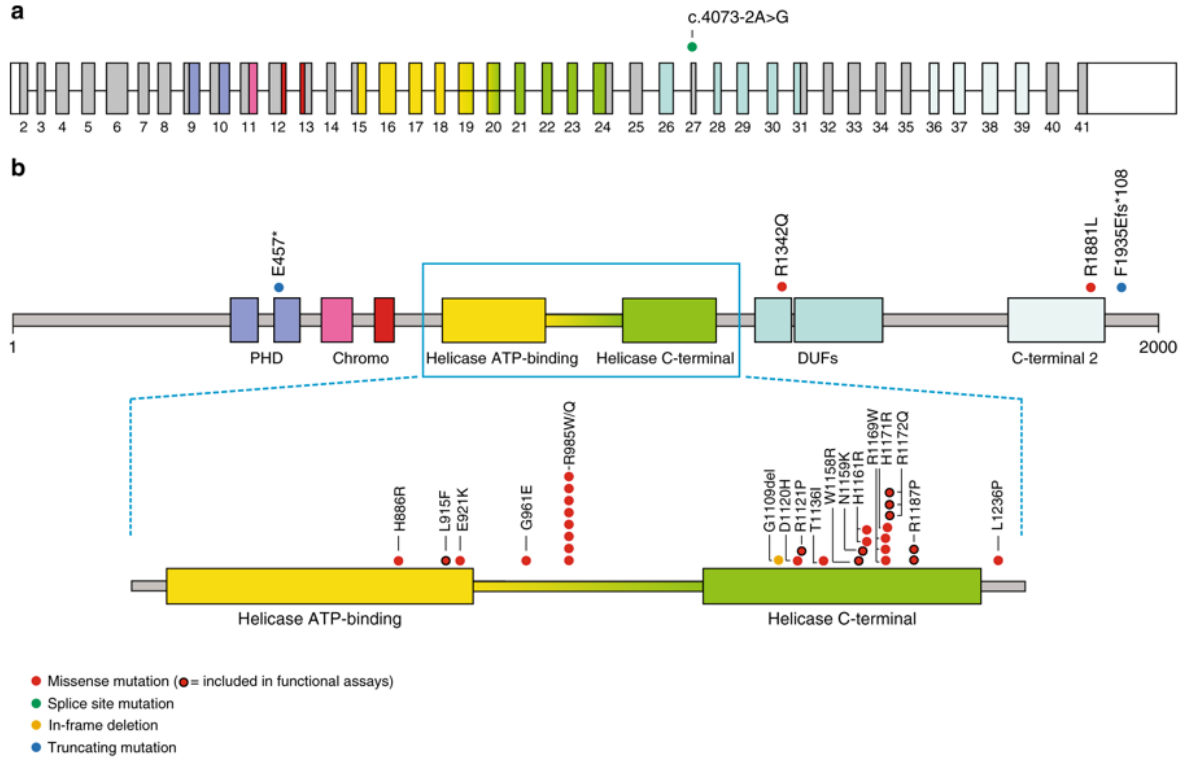 a
c.4073-2A>G
2 3 4 5 6 7 8 9 10 11 12 13 14 15 16 17 18 19 20 21 22 23 24 25 26 27 28 29 30 31 32 33 34 35 36 37 38 39 40 41
b
E457*
R1342Q
R1881L
F1935Efs*108
1
PHD
Chromo
Helicase ATP-binding
Helicase C-terminal
DUFs
C-terminal 2
2000
H886R
L915F
E921K
G961E
R985W/Q
G1109del
D1120H
R1121P
T1136I
W1158R
N1159K
H1161R
R1169W
H1171R
R1172Q
R1187P
L1236P
Helicase ATP-binding
Helicase C-terminal
Missense mutation (= included in functional assays)
Splice site mutation
In-frame deletion
Truncating mutation